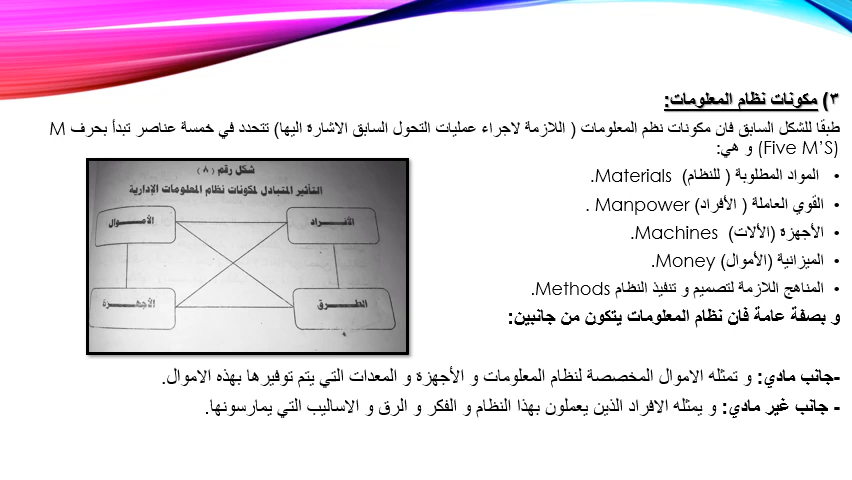 ٣) مكونات نظام المعلومات:
طبقًا للشكل السابق فان مكونات نظم المعلومات ( اللازمة لاجراء عمليات التحول السابق الاشارة اليها) تتحدد في خمسة عناصر تبدأ بحرف M
(Five M’S) و هي:
• المواد المطلوبة ( للنظام) Materials.
• القوي العاملة ( الأفراد) Manpower .
• الأجهزة (الألات) Machines.
• الميزانية (الأموال) Money.
• المناهج اللازمة لتصميم و تنفيذ النظام Methods.
و بصفة عامة فان نظام المعلومات يتكون من جانبين:
-جانب مادي: و تمثله الاموال المخصصة لنظام المعلومات و الأجهزة و المعدات التي يتم توفيرها بهذه الاموال.
- جانب غير مادي: و يمثله الافراد الذين يعملون بهذا النظام و الفكر و الرق و الاساليب التي يمارسونها.
شكل رقم ( ٨ )
التأثير المتبادل لمكونات نظام المعلومات الإدارية
الأفـــراد
الأمـــوال
الطـــرق
الأجهـــزة